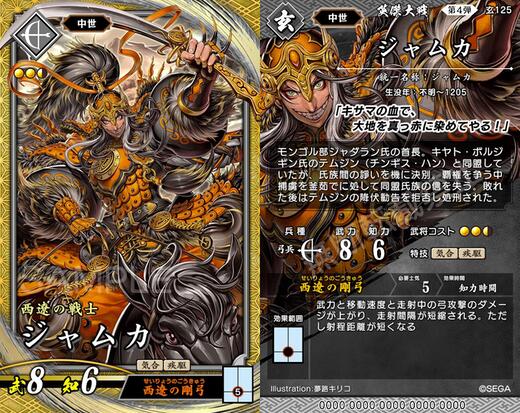 中世
西遼の戦士
ジャムカ
気合 疾駆
武8 知6
せいりょうのごうきゅう
西遼の剛弓
5
玄
中世
英傑大戦
第4弾
玄125
ジャムカ
統一名称：ジャムカ
生没年：不明～1205
「キサマの血で、
大地を真っ赤に染めてやる！」
モンゴル部ジャダラン氏の首長。キヤト・ボルジ
ギン氏のテムジン（チンギス・ハン）と同盟して
いたが、氏族間の諍いを機に決別。覇権を争う中
捕虜を釜茹でに処して同盟氏族の信を失う。敗れ
た後はテムジンの降伏勧告を拒否し処刑された。
兵種 武力 知力 武将コスト
弓兵 8 6 特技 気合 疾駆
せいりょうのごうきゅう 必要士気 効果時間
西遼の剛弓 5 知力時間
効果範囲
武力と移動速度と走射中の弓攻撃のダメー
ジが上がり、走射間隔が短縮される。ただ
し射程距離が短くなる
Illustration：夢路キリコ
©SEGA
0000-0000-0000-0000-0000